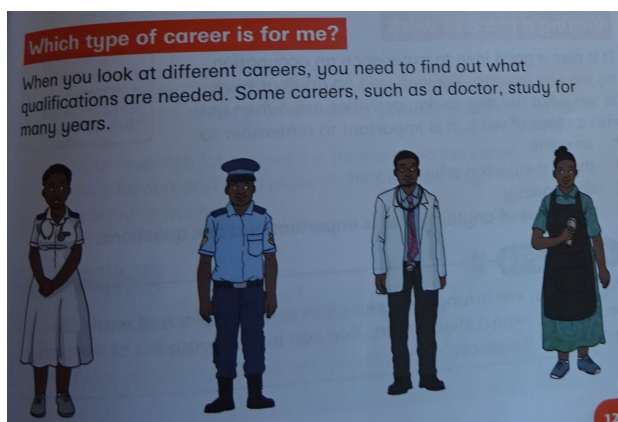 Which type of career is for me?
When you look at different careers, you need to find out what
qualifications are needed. Some careers, such as a doctor, study for
many years.